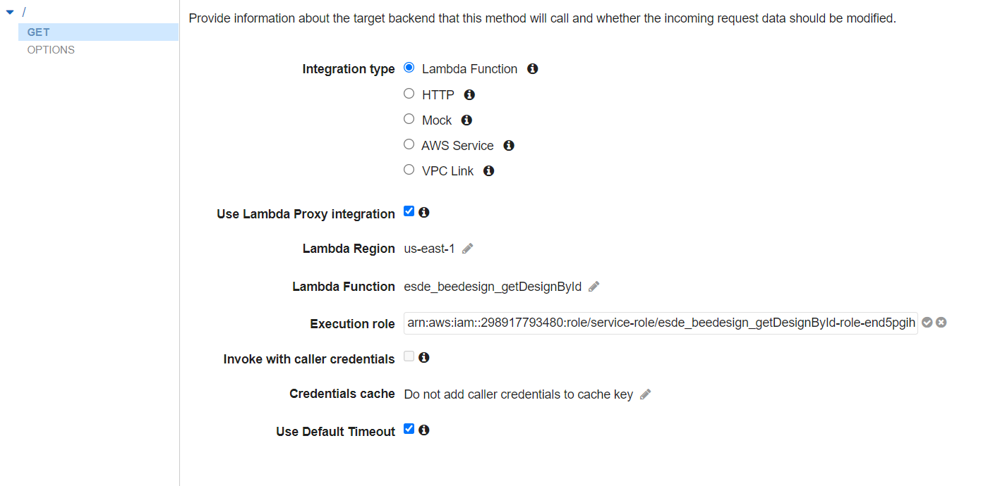 /
GET
OPTIONS
Provide information about the target backend that this method will call and whether the incoming request data should be modified.
Integration type Lambda Function
HTTP
Mock
AWS Service
VPC Link
Use Lambda Proxy integration
Lambda Region us-east-1
Lambda Function esde_beedesign_getDesignById
Execution role arn:aws:iam::298917793480:role/service-role/esde_beedesign_getDesignById-role-end5pgih
Invoke with caller credentials
Credentials cache Do not add caller credentials to cache key
Use Default Timeout